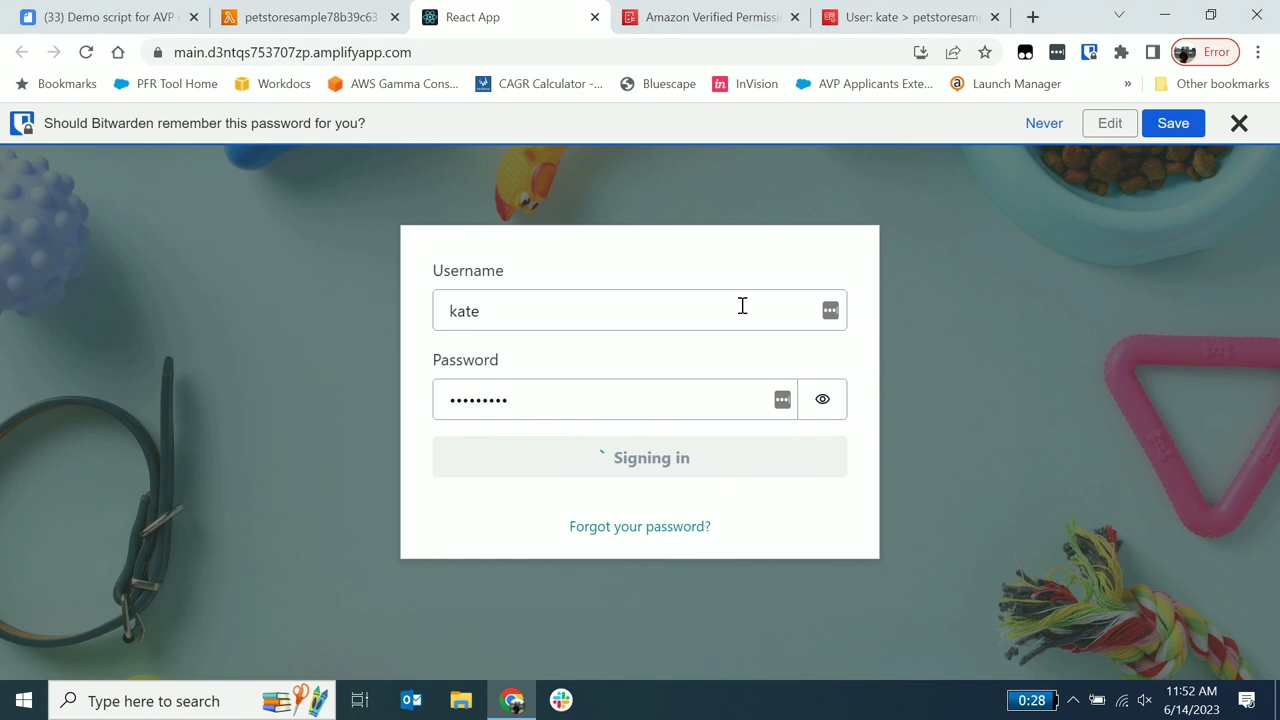 (33) Demo script for AVP
petstoresample78b39c63
React App
Amazon Verified Permissi
User: kate > petstoresam
main.d3ntqs753707zp.amplifyapp.com
Error
Bookmarks
PFR Tool Home
Workdocs
AWS Gamma Cons...
CAGR Calculator -...
Bluescape
in InVision
AVP Applicants Exte...
Launch Manager
»
Other bookmarks
Should Bitwarden remember this password for you?
Never
Edit
Save
Username
kate
Password
•••••••••
Signing in
Forgot your password?
Type here to search
0:28
11:52 AM
6/14/2023